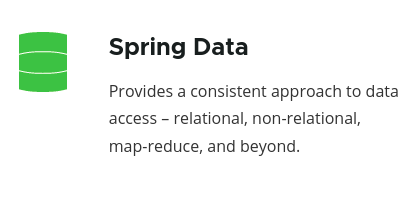 Spring Data
Provides a consistent approach to data
access – relational, non-relational,
map-reduce, and beyond.